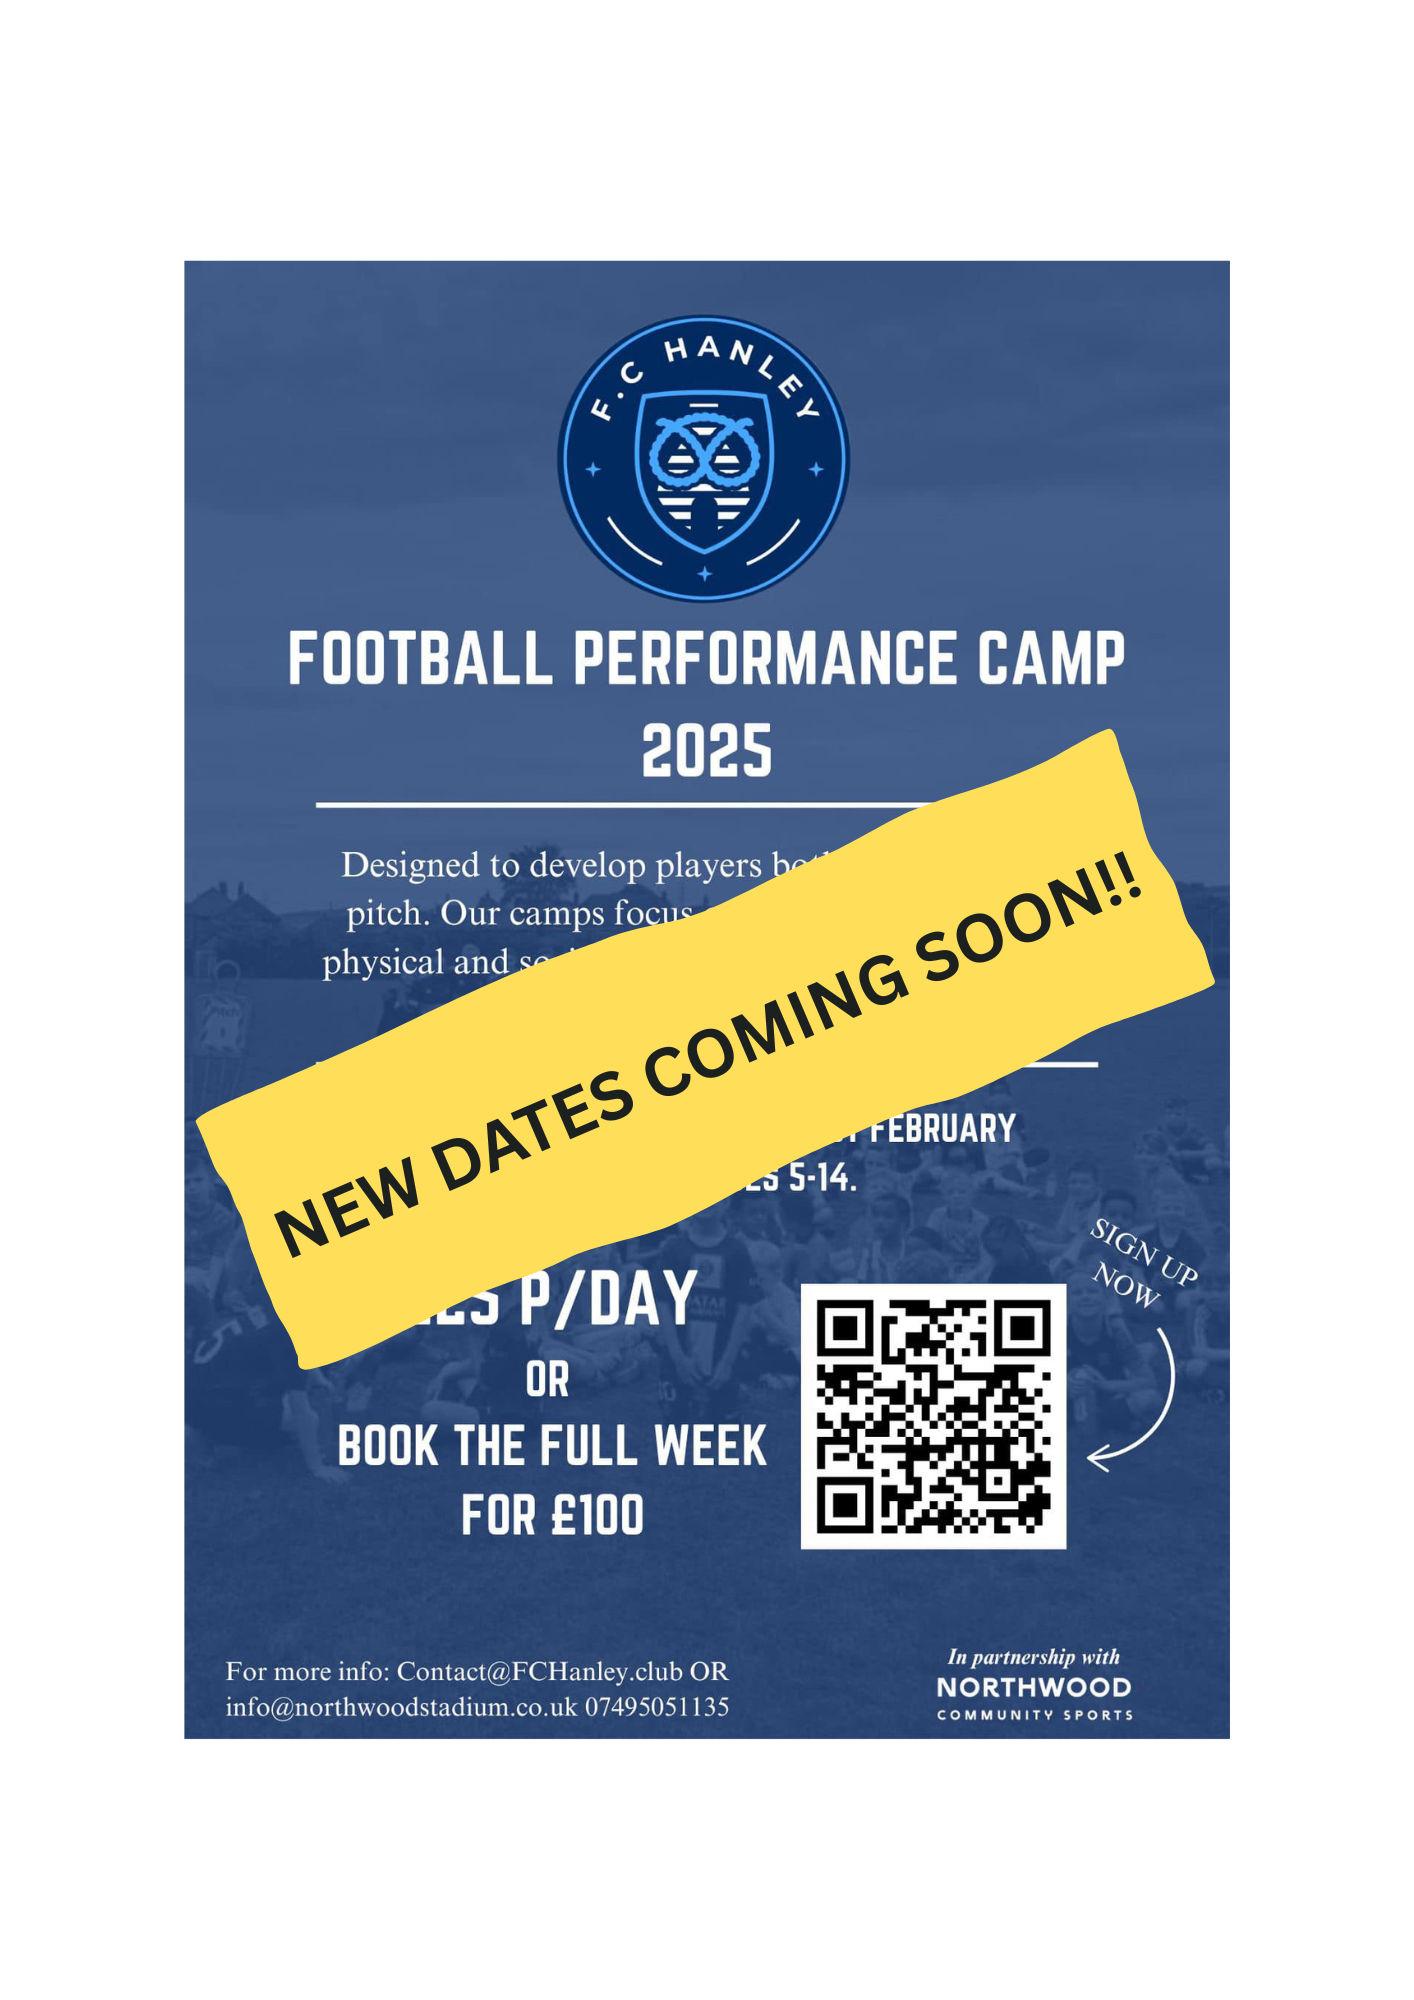 F.C HANLEY
FOOTBALL PERFORMANCE CAMP
2025
Designed to develop players
pitch. Our camps focus
physical and
NEW DATES COMING SOON!!
FEBRUARY
5-14.
SIGN UP
NOW
P/DAY
OR
BOOK THE FULL WEEK
FOR £100
For more info: Contact@FCHanley.club OR
info@northwoodstadium.co.uk 07495051135
In partnership with
NORTHWOOD
COMMUNITY SPORTS